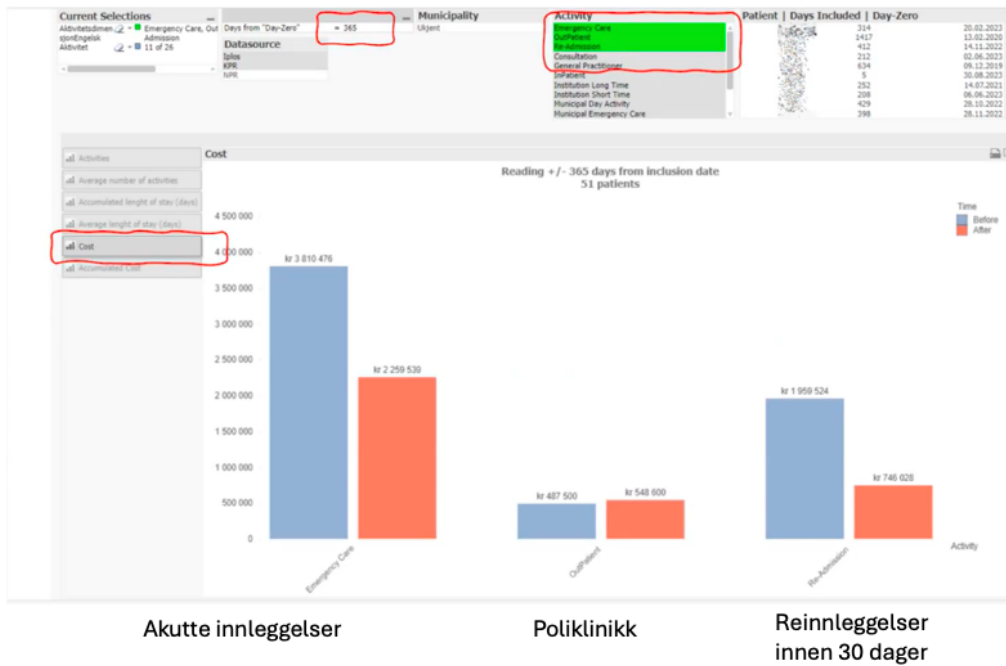 Current Selections
Aktivitetsdimen
Emergency Care, Out
sjonEngelsk
Admission
Aktivitet
11 of 26
Days from "Day-Zero"
= 365
Datasource
Iplos
KPR
NPR
Municipality
Ukjent
Activity
Emergency Care
OutPatient
Re-Admission
Consultation
General Practitioner
InPatient
Institution Long Time
Institution Short Time
Municipal Day Activity
Municipal Emergency Care
Patient | Days Included | Day-Zero
314 20.02.2023
1417 13.02.2020
412 14.11.2022
212 02.06.2023
634 09.12.2019
5 30.08.2023
252 14.07.2021
208 06.06.2023
429 28.10.2022
398 28.11.2022
Activities
Average number of activities
Accumulated lenght of stay (days)
Average lenght of stay (days)
Cost
Accumulated Cost
Cost
Reading +/- 365 days from inclusion date
51 patients
Time
Before
After
4 500 000
4 000 000
3 500 000
3 000 000
2 500 000
2 000 000
1 500 000
1 000 000
500 000
0
kr 3 810 476
kr 2 259 539
kr 487 500
kr 548 600
kr 1 959 524
kr 746 028
Emergency Care
OutPatient
Re-Admission
Activity
Akutte innleggelser
Poliklinikk
Reinnleggelser
innen 30 dager